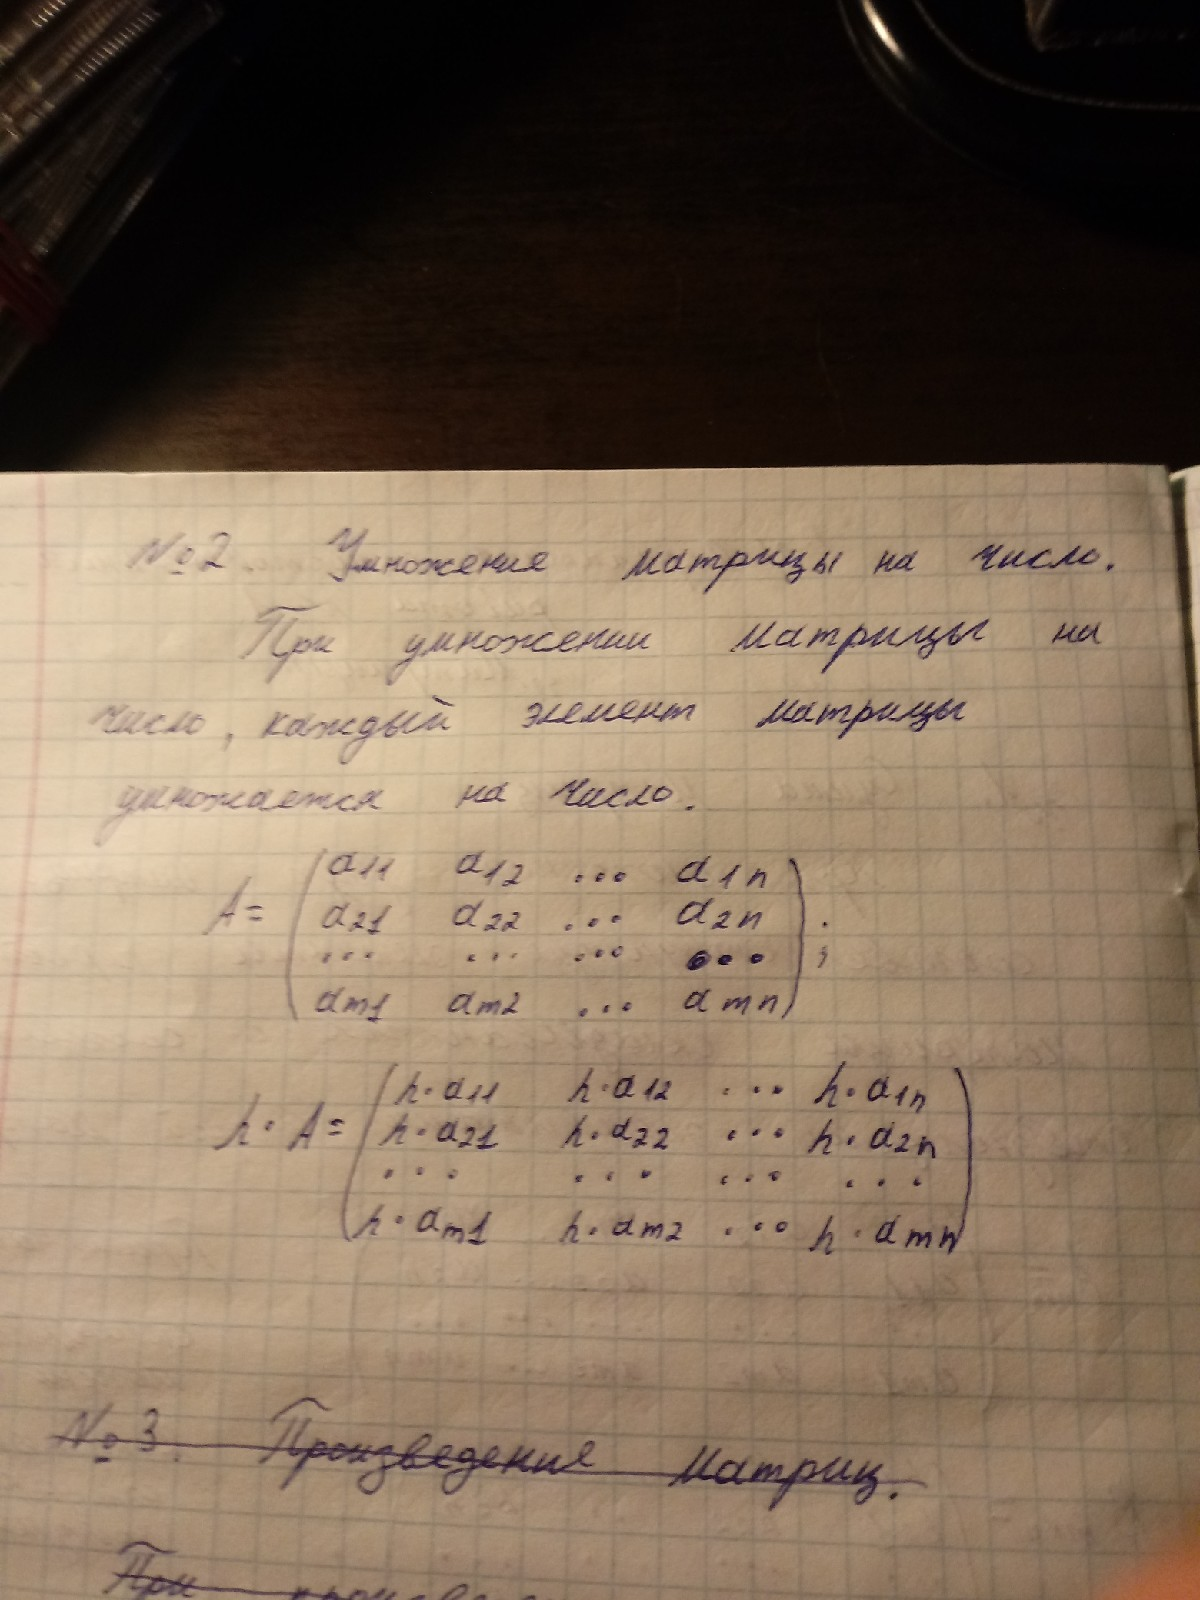 №2. Умножение матрицы на число.
При умножении матрицы на
число, каждый элемент матрицы
умножается на число.
a11 a12 ... a1n
A= ( a21 a22 ... a2n ) ;
... ... ... ...
am1 am2 ... amn
h·a11 h·a12 ... h·a1n
h·A= ( h·a21 h·a22 ... h·a2n )
... ... ... ...
h·am1 h·am2 ... h·amn
№3. Произведение матриц.
При